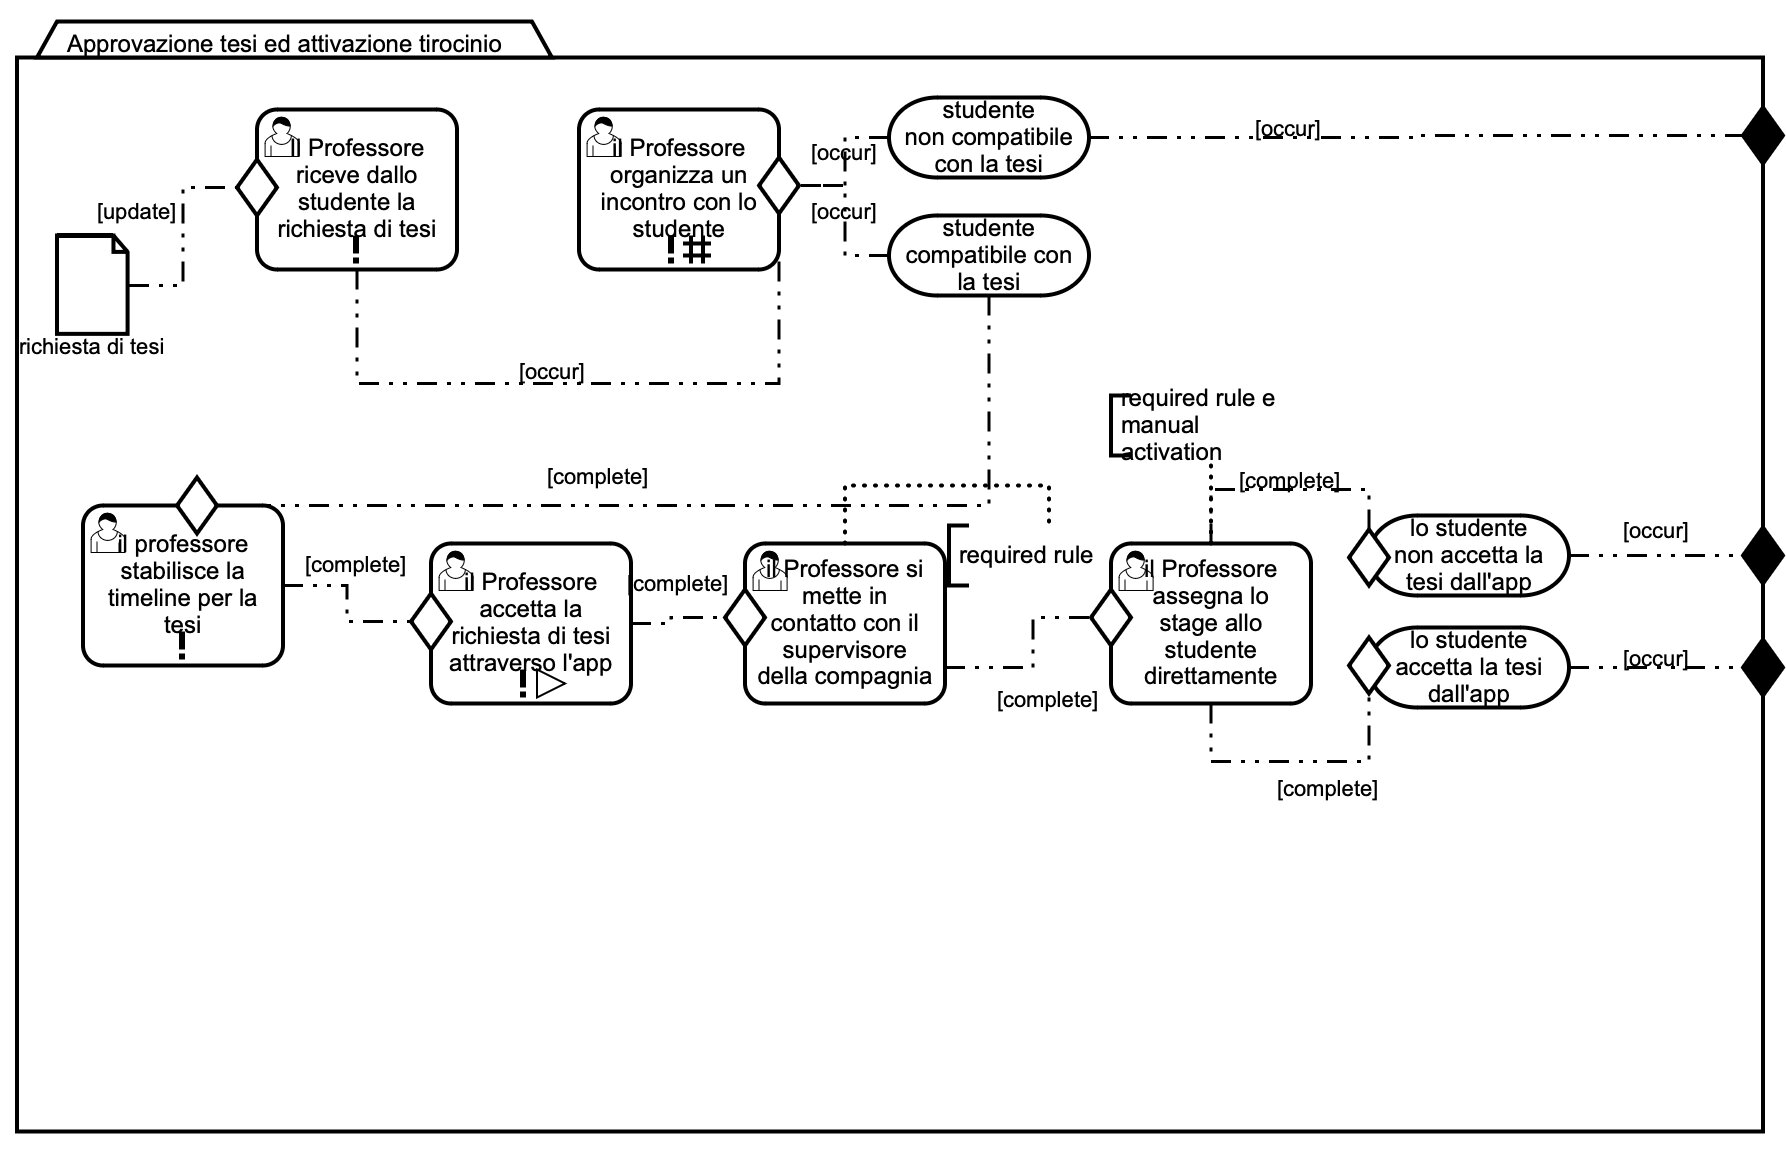 Approvazione tesi ed attivazione tirocinio
il Professore
riceve dallo
studente la
richiesta di tesi
!
[update]
richiesta di tesi
il Professore
organizza un
incontro con lo
studente
! #
[occur]
[occur]
[occur]
studente
non compatibile
con la tesi
[occur]
studente
compatibile con
la tesi
[complete]
il professore
stabilisce la
timeline per la
tesi
!
[complete]
il Professore
accetta la
richiesta di tesi
attraverso l'app
!
[complete]
il Professore si
mette in
contatto con il
supervisore
della compagnia
required rule
[complete]
required rule e
manual
activation
il Professore
assegna lo
stage allo
studente
direttamente
[complete]
lo studente
non accetta la
tesi dall'app
[occur]
lo studente
accetta la tesi
dall'app
[occur]
[complete]